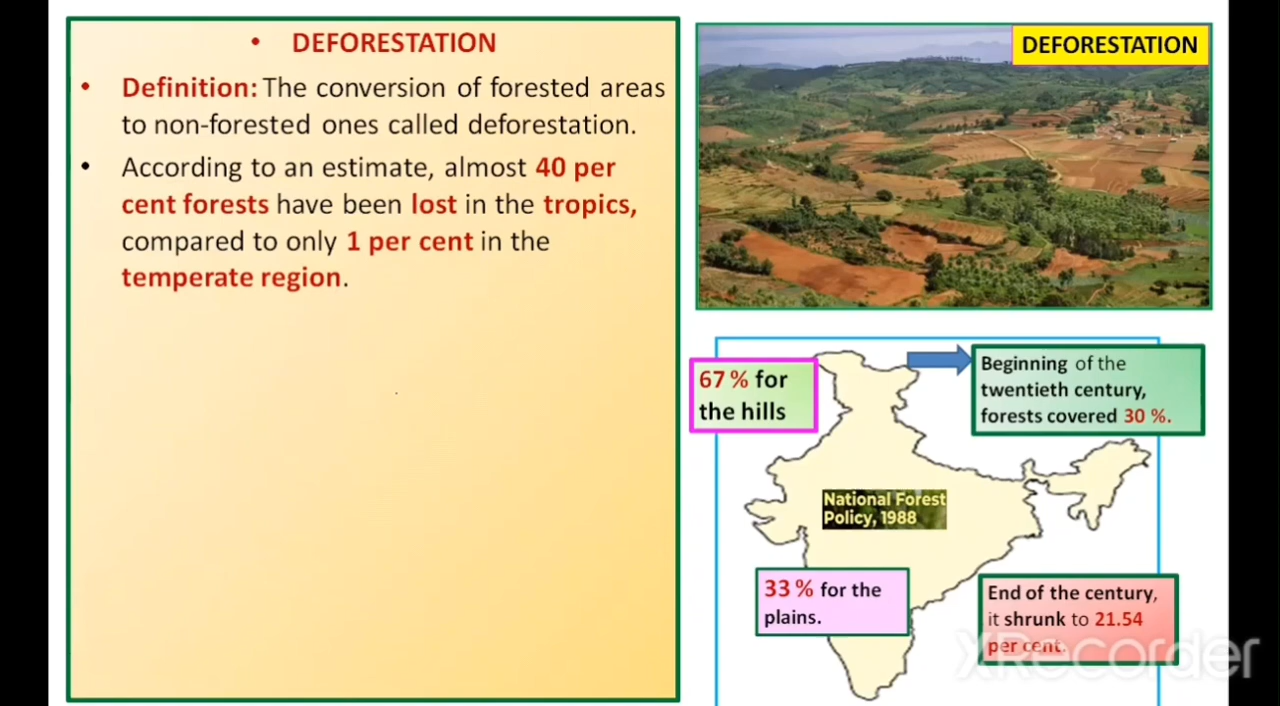 • DEFORESTATION
• Definition: The conversion of forested areas
to non-forested ones called deforestation.
• According to an estimate, almost 40 per
cent forests have been lost in the tropics,
compared to only 1 per cent in the
temperate region.
DEFORESTATION
67 % for
the hills
Beginning of the
twentieth century,
forests covered 30 %.
National Forest
Policy, 1988
33 % for the
plains.
End of the century,
it shrunk to 21.54
per cent.
XRecorder